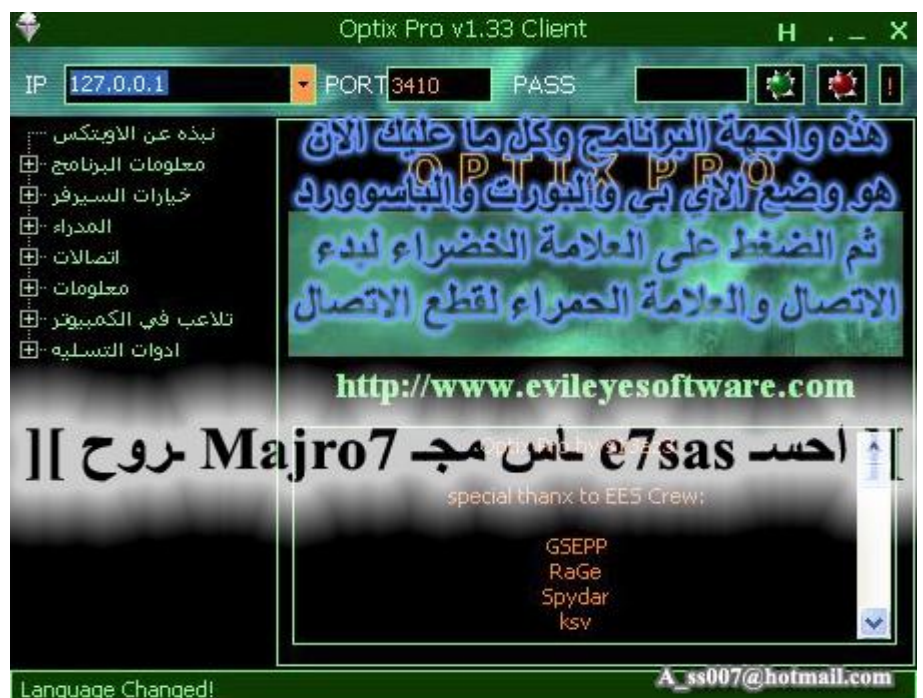 Optix Pro v1.33 Client
H . _ X
IP 127.0.0.1 PORT 3410 PASS !
نبذه عن الاوبتكس
معلومات البرنامج
خيارات السيرفر
المدراء
اتصالات
معلومات
تلاعب في الكمبيوتر
ادوات التسليه
OPTIX PRO
هذه واجهة البرنامج وكل ما عليك الان
هو وضع الاي بي والبورت والباسوورد
ثم الضغط على العلامة الخضراء لبدء
الاتصال والعلامة الحمراء لقطع الاتصال
http://www.evileyesoftware.com
][ أحسـ e7sas ـاس مجـ Majro7 ـروح ][
Optix Pro by
special thanx to EES Crew:
GSEPP
RaGe
Spydar
ksv
Language Changed!
A_ss007@hotmail.com